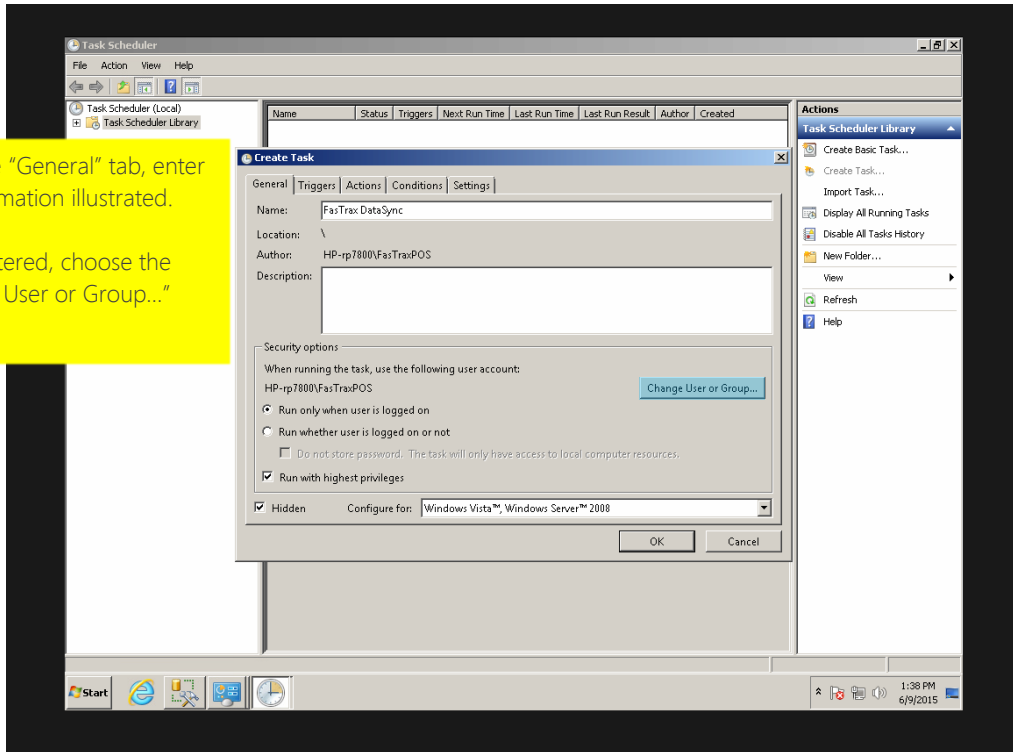 Task Scheduler
File Action View Help
Task Scheduler (Local)
Task Scheduler Library
Name Status Triggers Next Run Time Last Run Time Last Run Result Author Created
Actions
Task Scheduler Library
Create Basic Task...
Create Task...
Import Task...
Display All Running Tasks
Disable All Tasks History
New Folder...
View
Refresh
Help
"General" tab, enter
mation illustrated.
tered, choose the
User or Group..."
Create Task
General Triggers Actions Conditions Settings
Name: FasTrax DataSync
Location: \
Author: HP-rp7800\FasTraxPOS
Description:
Security options
When running the task, use the following user account:
HP-rp7800\FasTraxPOS
Change User or Group...
Run only when user is logged on
Run whether user is logged on or not
Do not store password. The task will only have access to local computer resources.
Run with highest privileges
Hidden Configure for: Windows Vista™, Windows Server™ 2008
OK Cancel
Start
1:38 PM
6/9/2015